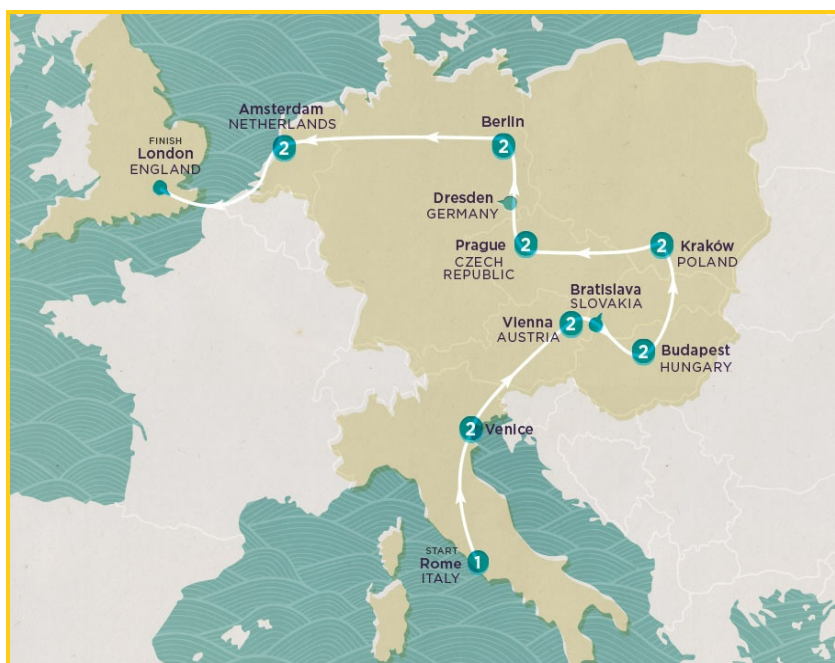 Amsterdam
NETHERLANDS
2
Berlin
2
FINISH
London
ENGLAND
Dresden
GERMANY
Prague
CZECH
REPUBLIC
2
2
Kraków
POLAND
Bratislava
SLOVAKIA
Vienna
AUSTRIA
2
2
Budapest
HUNGARY
2
Venice
START
Rome
ITALY
1